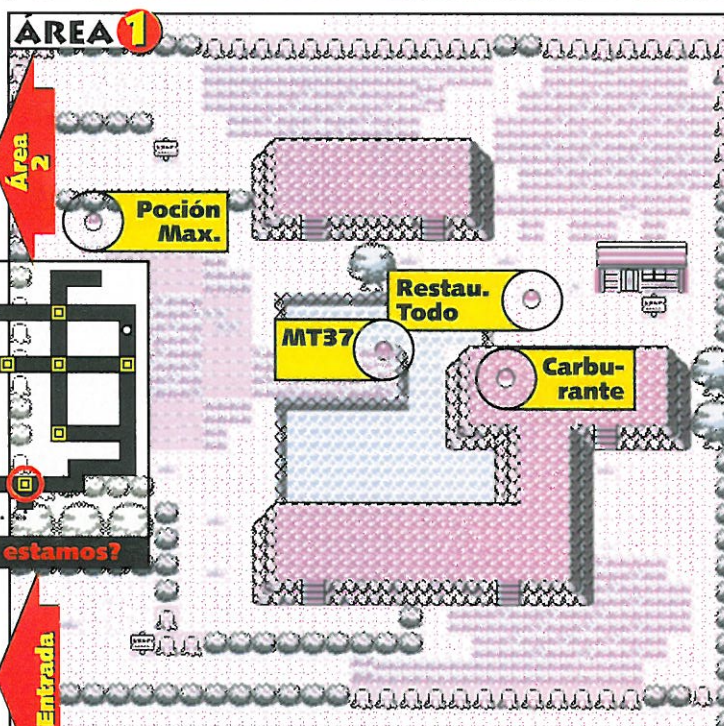 ÁREA 1
Área
2
Poción
Max.
Restau.
Todo
MT37
Carbu-
rante
estamos?
Entrada